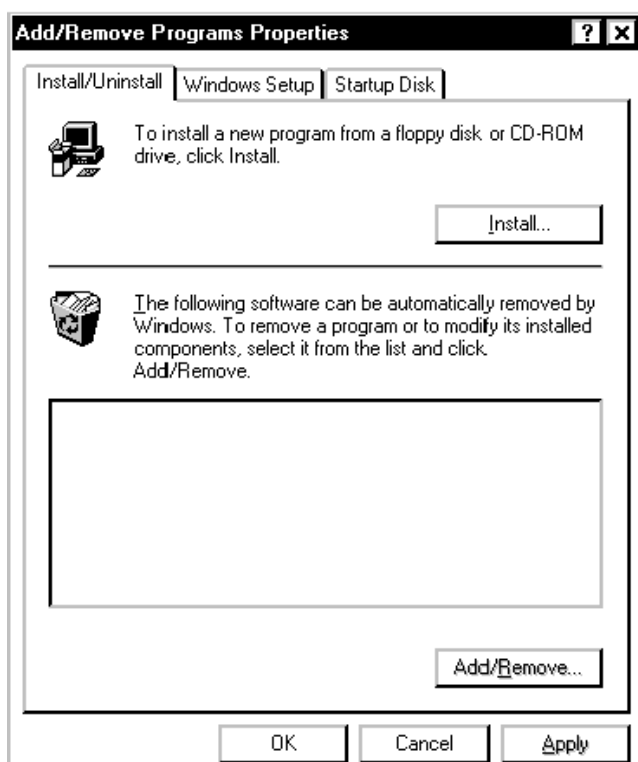 Add/Remove Programs Properties
Install/Uninstall
Windows Setup
Startup Disk
To install a new program from a floppy disk or CD-ROM
drive, click Install.
Install...
The following software can be automatically removed by
Windows. To remove a program or to modify its installed
components, select it from the list and click
Add/Remove.
Add/Remove...
OK
Cancel
Apply